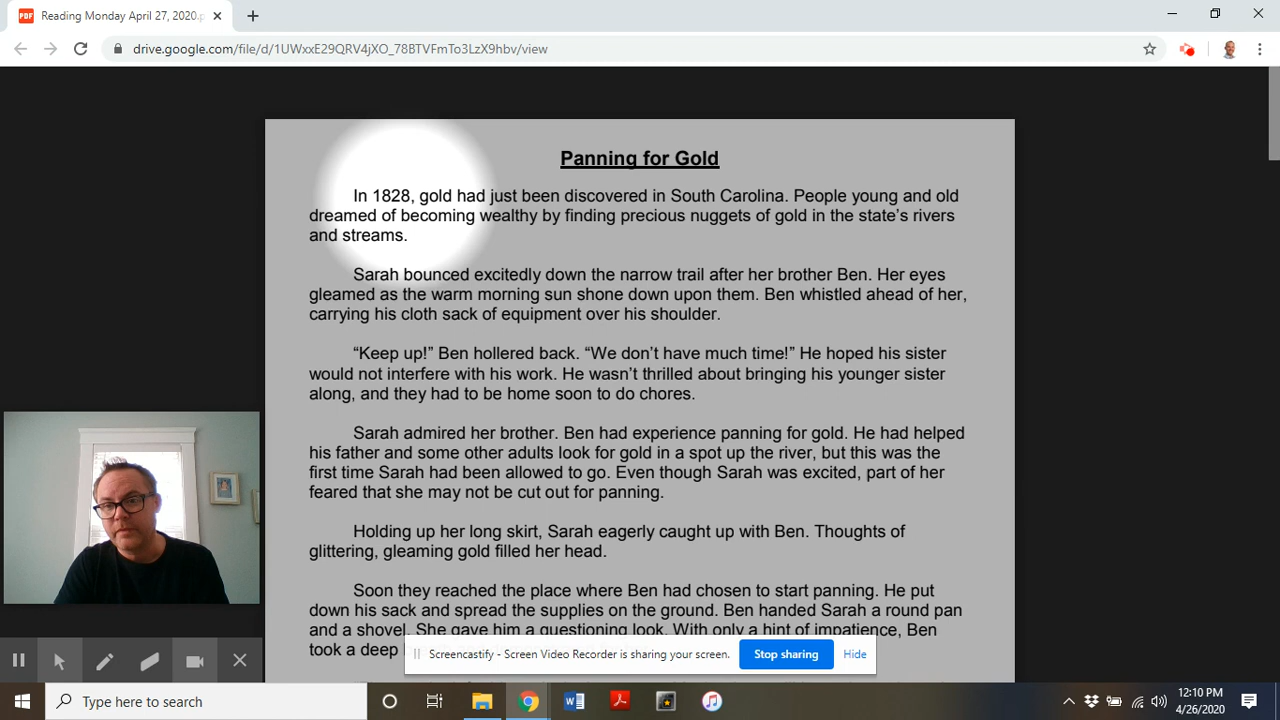 Reading Monday April 27, 2020.p
drive.google.com/file/d/1UWxxE29QRV4jXO_78BTVFmTo3LzX9hbv/view
Panning for Gold
In 1828, gold had just been discovered in South Carolina. People young and old
dreamed of becoming wealthy by finding precious nuggets of gold in the state’s rivers
and streams.
Sarah bounced excitedly down the narrow trail after her brother Ben. Her eyes
gleamed as the warm morning sun shone down upon them. Ben whistled ahead of her,
carrying his cloth sack of equipment over his shoulder.
“Keep up!” Ben hollered back. “We don’t have much time!” He hoped his sister
would not interfere with his work. He wasn’t thrilled about bringing his younger sister
along, and they had to be home soon to do chores.
Sarah admired her brother. Ben had experience panning for gold. He had helped
his father and some other adults look for gold in a spot up the river, but this was the
first time Sarah had been allowed to go. Even though Sarah was excited, part of her
feared that she may not be cut out for panning.
Holding up her long skirt, Sarah eagerly caught up with Ben. Thoughts of
glittering, gleaming gold filled her head.
Soon they reached the place where Ben had chosen to start panning. He put
down his sack and spread the supplies on the ground. Ben handed Sarah a round pan
and a shovel. She gave him a questioning look. With only a hint of impatience, Ben
took a deep
Screencastify - Screen Video Recorder is sharing your screen.
Stop sharing
Hide
Type here to search
12:10 PM
4/26/2020